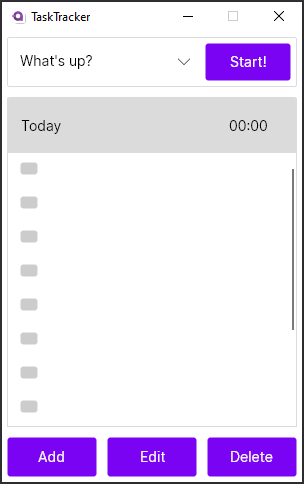 TaskTracker
What's up?
Start!
Today 00:00
Add Edit Delete